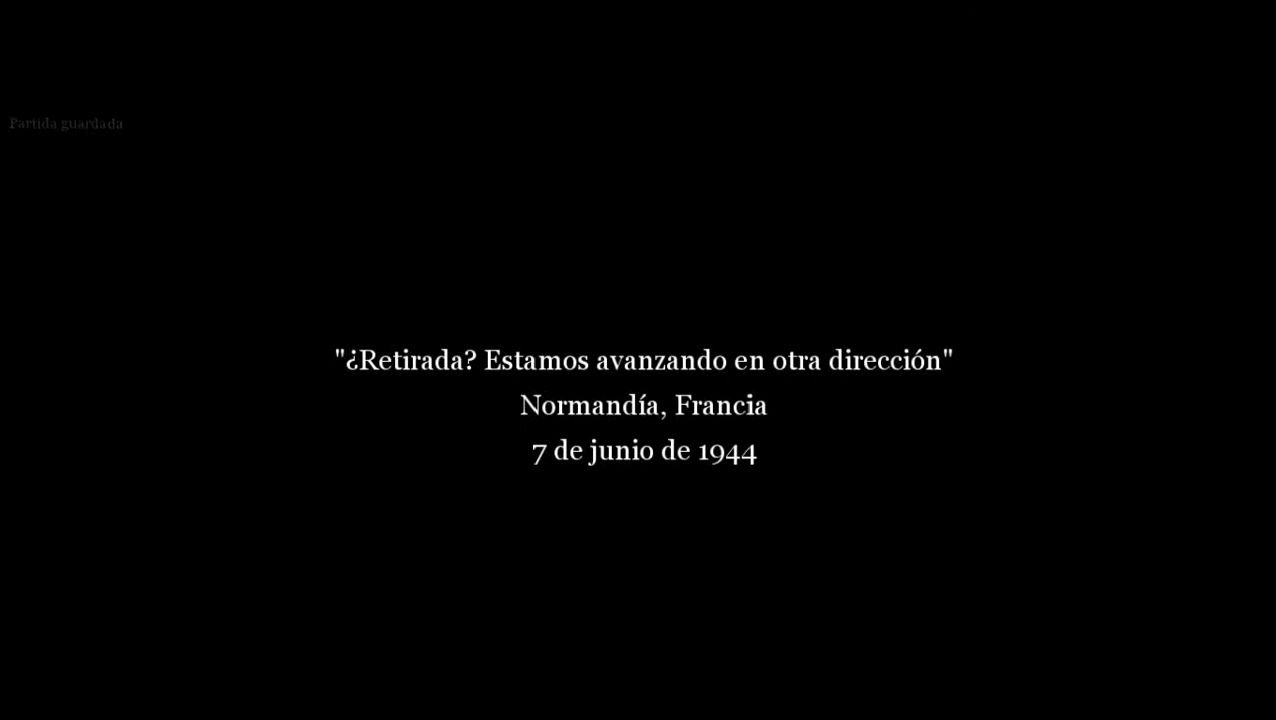 Partida guardada
"¿Retirada? Estamos avanzando en otra dirección"
Normandía, Francia
7 de junio de 1944